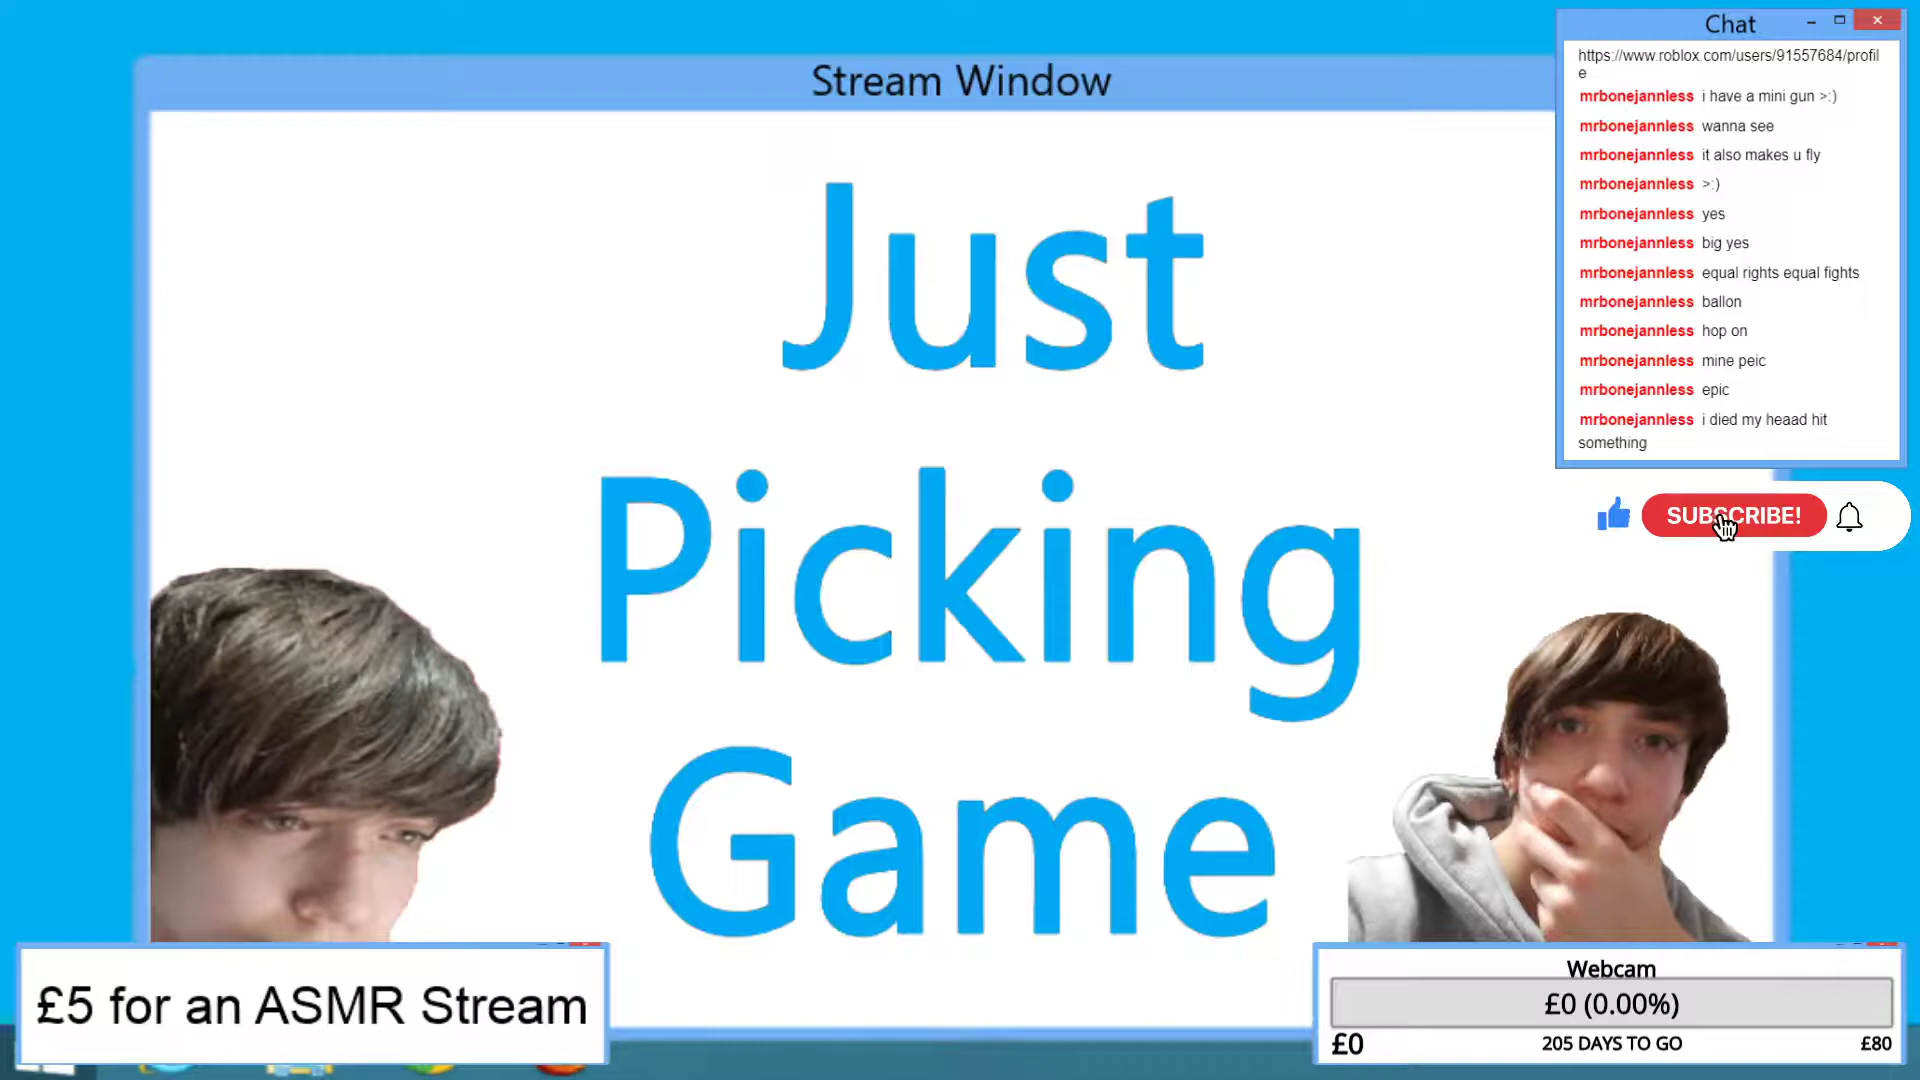 Stream Window
Just
Picking
Game
Chat
https://www.roblox.com/users/91557684/profil
e
mrbonejannless i have a mini gun >:)
mrbonejannless wanna see
mrbonejannless it also makes u fly
mrbonejannless >:)
mrbonejannless yes
mrbonejannless big yes
mrbonejannless equal rights equal fights
mrbonejannless ballon
mrbonejannless hop on
mrbonejannless mine peic
mrbonejannless epic
mrbonejannless i died my heaad hit
something
SUBSCRIBE!
£5 for an ASMR Stream
Webcam
£0 (0.00%)
£0 205 DAYS TO GO £80